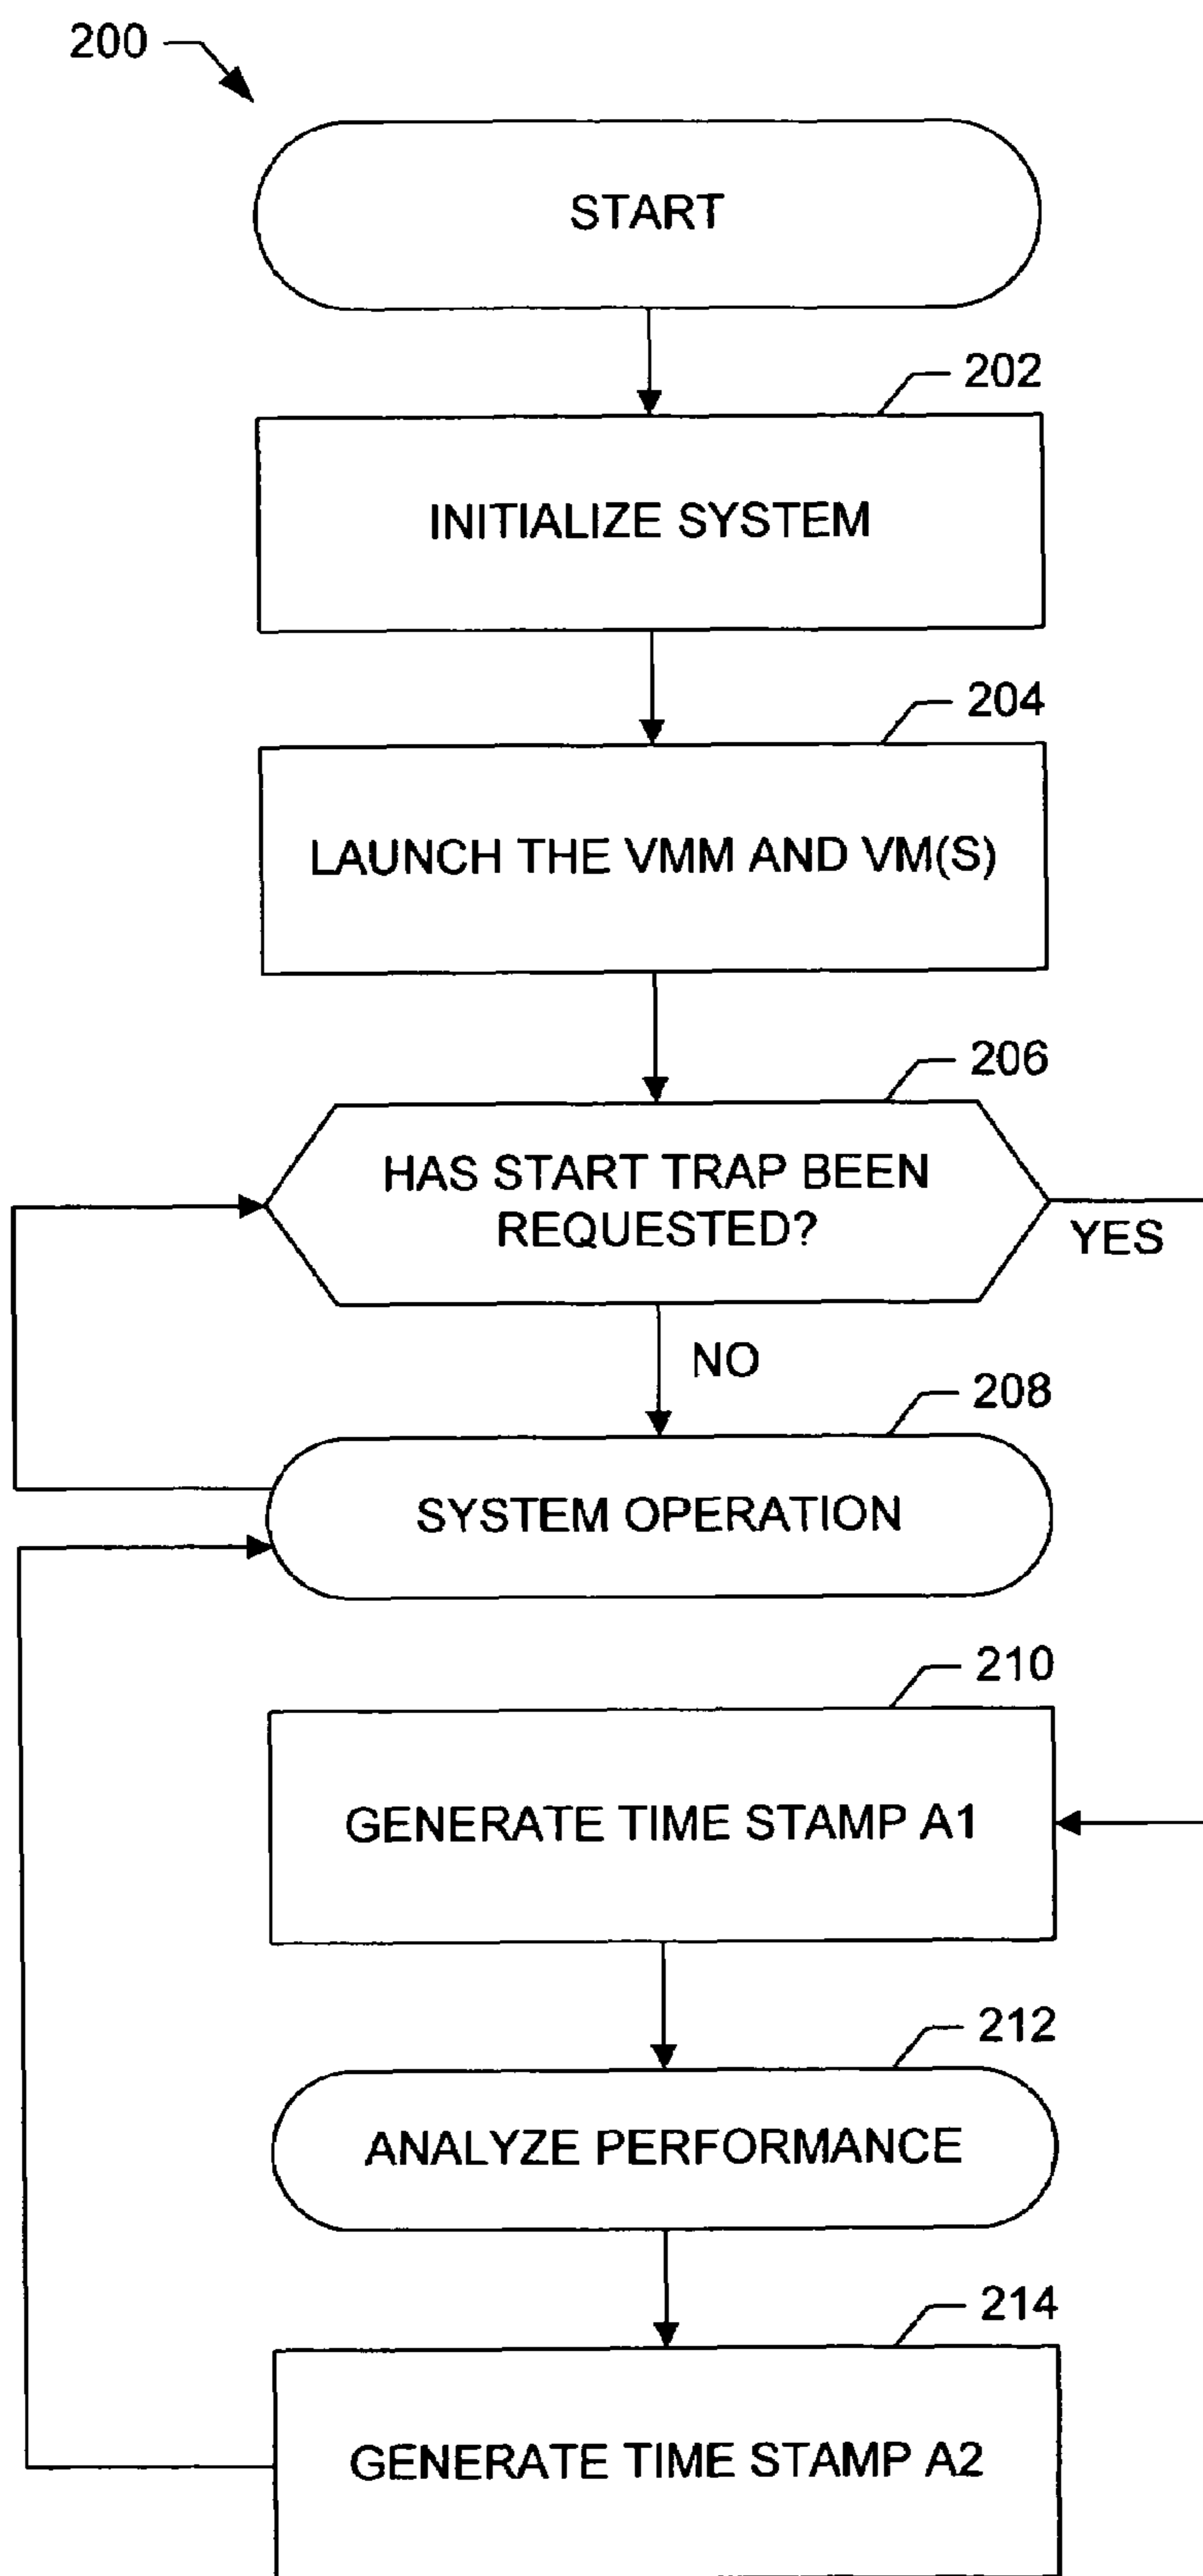 200
START
202
INITIALIZE SYSTEM
204
LAUNCH THE VMM AND VM(S)
206
HAS START TRAP BEEN
REQUESTED?
YES
NO
208
SYSTEM OPERATION
210
GENERATE TIME STAMP A1
212
ANALYZE PERFORMANCE
214
GENERATE TIME STAMP A2